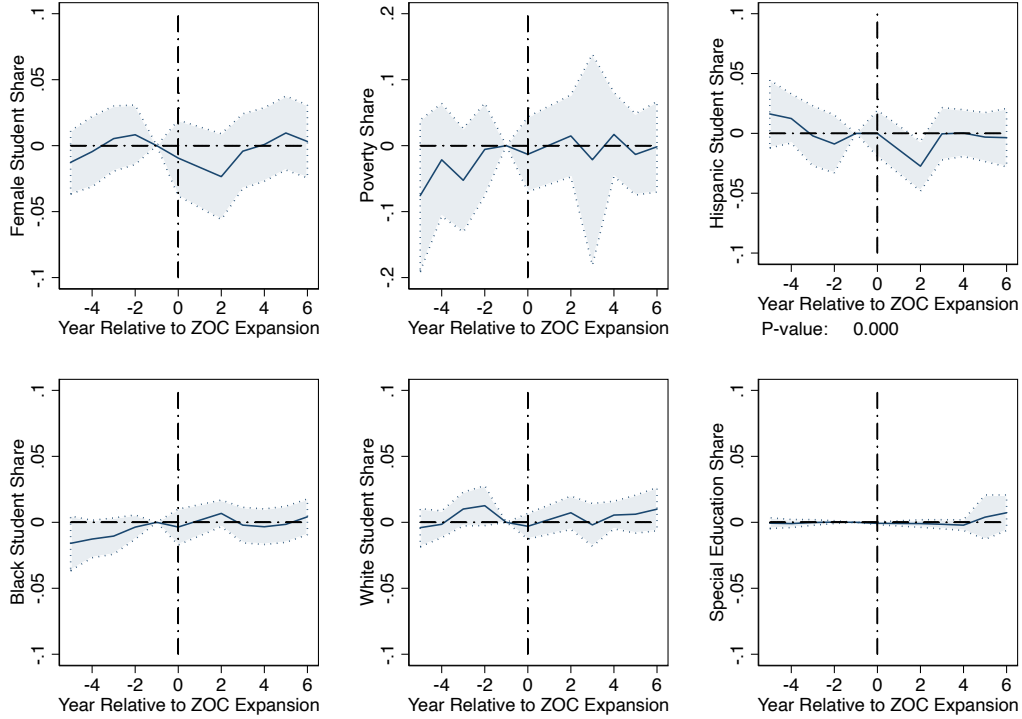 Female Student Share
.1
.05
0
-.05
-.1
-4 -2 0 2 4 6
Year Relative to ZOC Expansion
Poverty Share
.2
.1
0
-.1
-.2
-4 -2 0 2 4 6
Year Relative to ZOC Expansion
Hispanic Student Share
.1
.05
0
-.05
-.1
-4 -2 0 2 4 6
Year Relative to ZOC Expansion
P-value: 0.000
Black Student Share
.1
.05
0
-.05
-.1
-4 -2 0 2 4 6
Year Relative to ZOC Expansion
White Student Share
.1
.05
0
-.05
-.1
-4 -2 0 2 4 6
Year Relative to ZOC Expansion
Special Education Share
.1
.05
0
-.05
-.1
-4 -2 0 2 4 6
Year Relative to ZOC Expansion